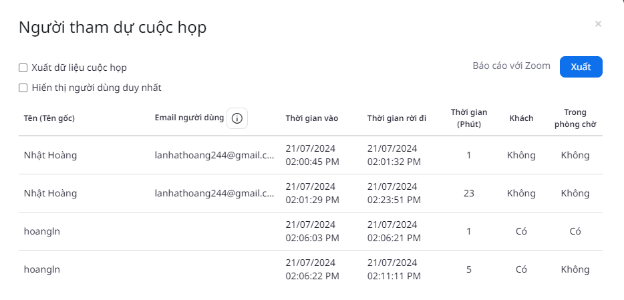 Người tham dự cuộc họp
×
Xuất dữ liệu cuộc họp
Báo cáo với Zoom Xuất
Hiển thị người dùng duy nhất
Tên (Tên gốc) Email người dùng Thời gian vào Thời gian rời đi Thời gian (Phút) Khách Trong phòng chờ
Nhật Hoàng lanhathoang244@gmail.c... 21/07/2024 02:00:45 PM 21/07/2024 02:01:32 PM 1 Không Không
Nhật Hoàng lanhathoang244@gmail.c... 21/07/2024 02:01:29 PM 21/07/2024 02:23:51 PM 23 Không Không
hoangln 21/07/2024 02:06:03 PM 21/07/2024 02:06:21 PM 1 Có Có
hoangln 21/07/2024 02:06:22 PM 21/07/2024 02:11:11 PM 5 Có Không